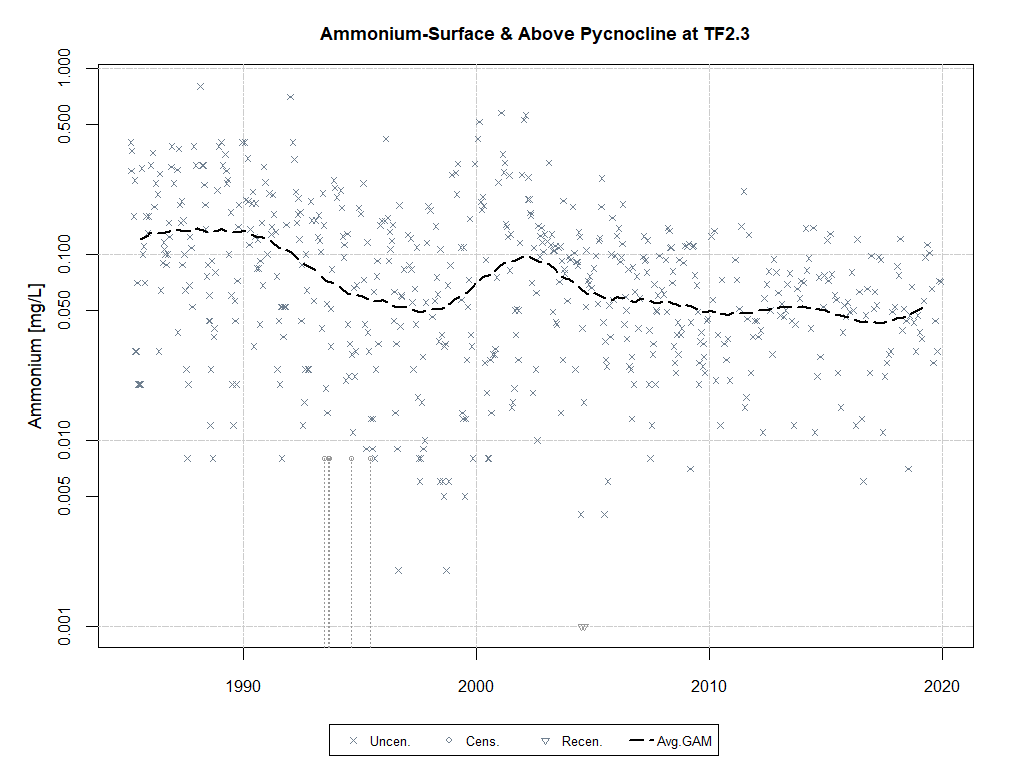 Ammonium-Surface & Above Pycnocline at TF2.3
Ammonium [mg/L]
1.000
0.500
0.100
0.050
0.010
0.005
0.001
1990 2000 2010 2020
Uncen. Cens. Recen. Avg.GAM